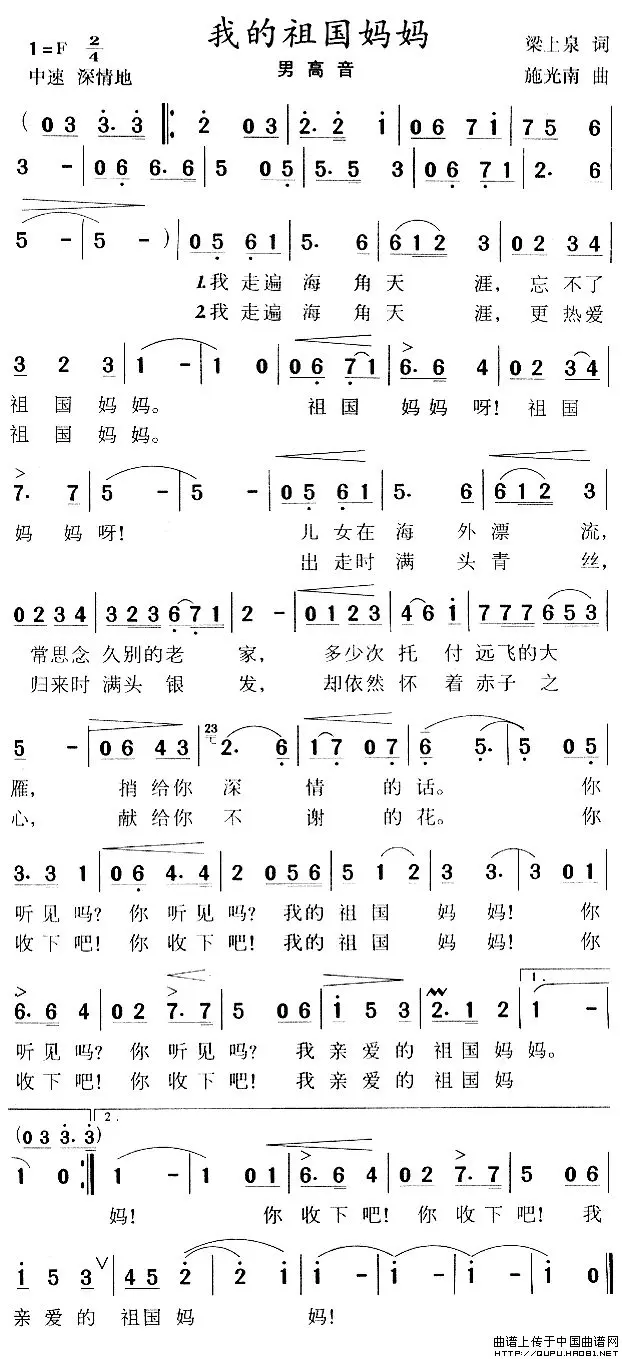 我的祖国妈妈
1=F 2/4
梁上泉 词
中速 深情地
男高音
施光南 曲
(0 3 3. 3 |: 2 0 3 | 2. 2 1 | 0 6 7 1 | 7 5 6 |
3 - | 0 6 6. 6 | 5 0 5 | 5. 5 3 | 0 6 7 1 | 2. 6 |
5 - | 5 - ) | 0 5 6 1 | 5. 6 | 6 1 2 3 | 0 2 3 4 |
1.我走遍 海 角 天 涯, 忘不了
2.我走遍 海 角 天 涯, 更热爱
3 2 3 | 1 - | 1 0 | 0 6 7 1 | 6. 6 4 | 0 2 3 4 |
祖 国 妈 妈。 祖国 妈妈呀! 祖国
祖 国 妈 妈。
7. 7 | 5 - | 5 - | 0 5 6 1 | 5. 6 | 6 1 2 3 |
妈 妈呀! 儿女在 海 外 漂 流,
出走时 满 头 青 丝,
0 2 3 4 | 3 2 3 6 7 1 | 2 - | 0 1 2 3 | 4 6 i | 7 7 7 6 5 3 |
常思念 久别的老 家, 多少次 托 付 远飞的大
归来时 满头 银 发, 却依然 怀 着 赤子 之
5 - | 0 6 4 3 | 23 2. 6 | 1 7 0 7 | 6 5. | 5 0 5 |
雁, 捎给你 深 情 的 话。 你
心, 献给你 不 谢 的 花。 你
3. 3 1 | 0 6 4. 4 | 2 0 5 6 | 5 1 2 | 3 3. | 3 0 1 |
听见吗? 你 听见吗? 我的 祖 国 妈 妈! 你
收下吧! 你 收下吧! 我的 祖 国 妈 妈! 你
6. 6 4 | 0 2 7. 7 | 5 0 6 | i 5 3 | 2. 1 2 | 1. 1 - |
听见吗? 你 听见吗? 我 亲 爱 的 祖 国 妈 妈。
收下吧! 你 收下吧! 我 亲 爱 的 祖 国 妈
(0 3 3. 3) 2.
1 0 :| 1 - | 1 0 1 | 6. 6 4 | 0 2 7. 7 | 5 0 6 |
妈! 你 收下吧! 你 收下吧! 我
i 5 3 | 4 5 2 | 2 i | i - | i - | i 0 |
亲爱的 祖国妈 妈!
曲谱上传于中国曲谱网
HTTP://QUPU.HAO81.NET